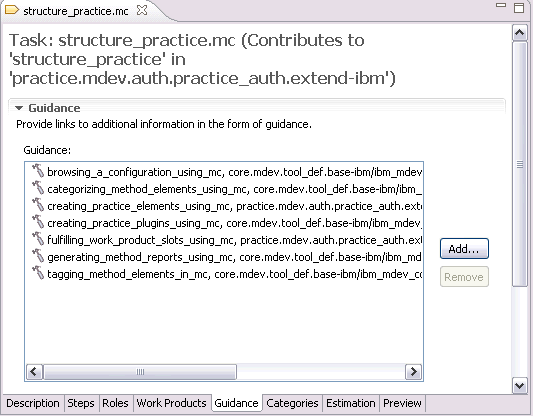 structure_practice.mc
Task: structure_practice.mc (Contributes to
'structure_practice' in
'practice.mdev.auth.practice_auth.extend-ibm')
Guidance
Provide links to additional information in the form of guidance.
Guidance:
browsing_a_configuration_using_mc, core.mdev.tool_def.base-ibm/ibm_mdev
categorizing_method_elements_using_mc, core.mdev.tool_def.base-ibm/ibm_
creating_practice_elements_using_mc, practice.mdev.auth.practice_auth.exte
creating_practice_plugins_using_mc, core.mdev.tool_def.base-ibm/ibm_mdev_
fulfilling_work_product_slots_using_mc, practice.mdev.auth.practice_auth.ext
generating_method_reports_using_mc, core.mdev.tool_def.base-ibm/ibm_md
tagging_method_elements_in_mc, core.mdev.tool_def.base-ibm/ibm_mdev_co
Add...
Remove
Description Steps Roles Work Products Guidance Categories Estimation Preview